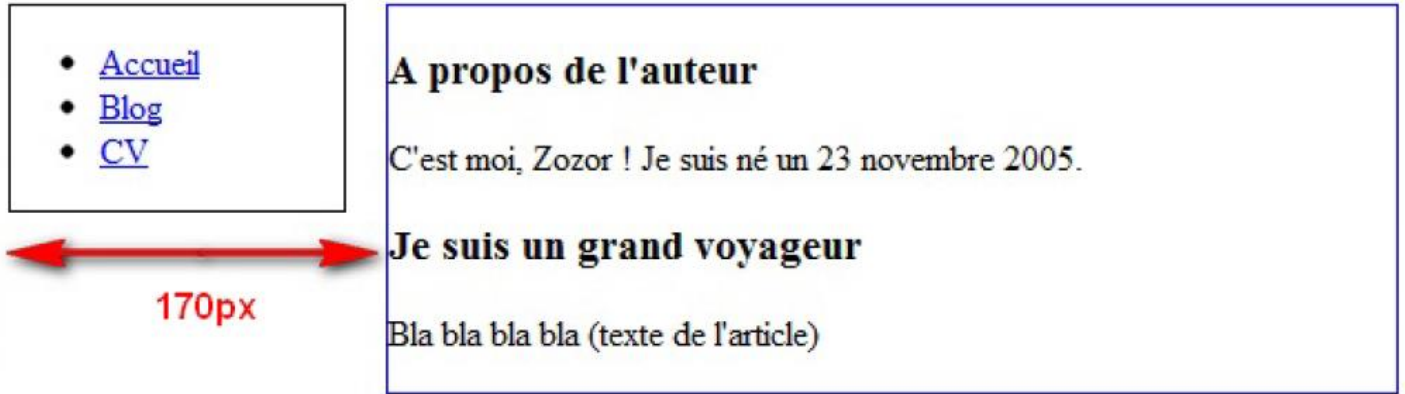 Accueil
Blog
CV
170px
A propos de l'auteur
C'est moi, Zozor ! Je suis né un 23 novembre 2005.
Je suis un grand voyageur
Bla bla bla bla (texte de l'article)